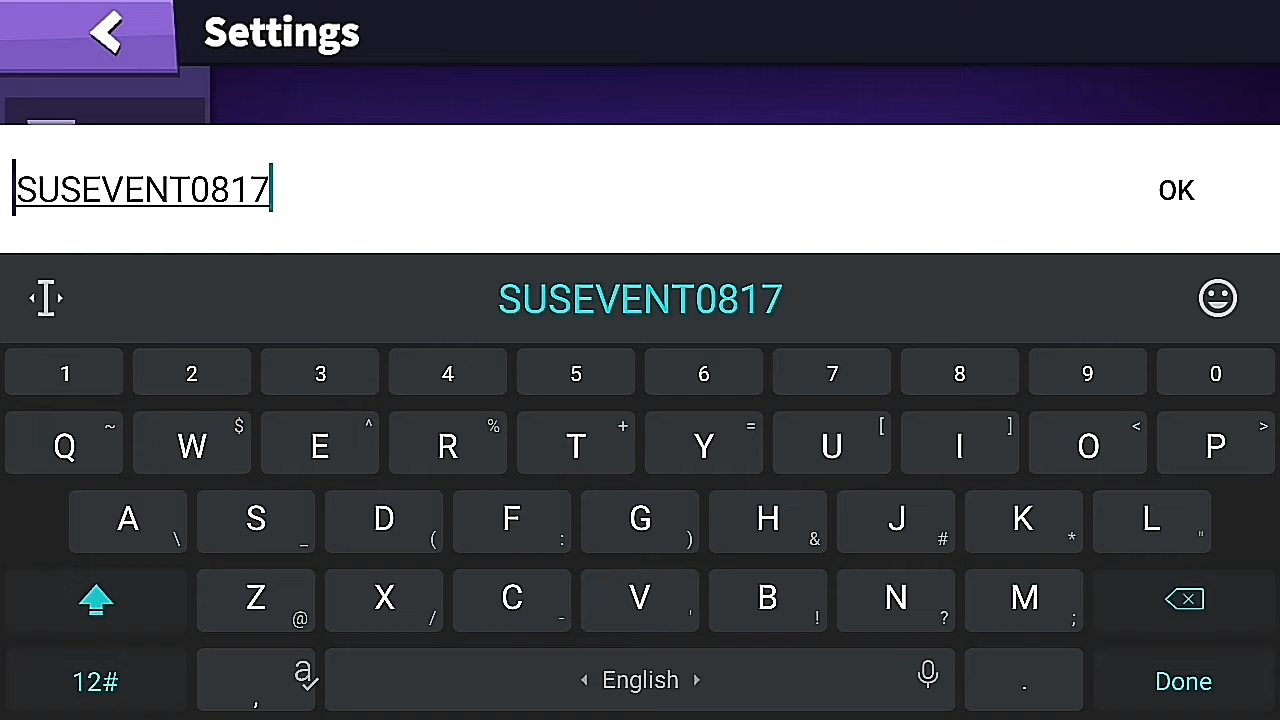 Settings
SUSEVENT0817
OK
SUSEVENT0817
1 2 3 4 5 6 7 8 9 0
Q ~ W $ E ^ R % T + Y = U [ I ] O < P >
A \ S _ D ( F : G ) H & J # K * L "
Z @ X / C - V ' B ! N ? M ;
12# , a English . Done